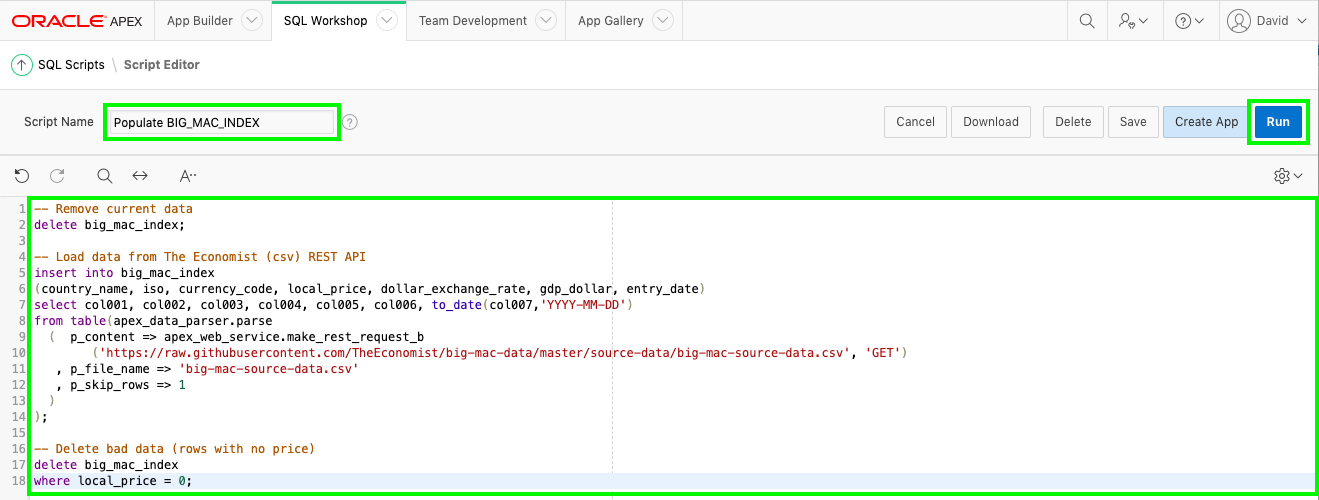 ORACLE APEX App Builder SQL Workshop Team Development App Gallery David
SQL Scripts \ Script Editor
Script Name Populate BIG_MAC_INDEX ? Cancel Download Delete Save Create App Run
A··
1 -- Remove current data
2 delete big_mac_index;
3
4 -- Load data from The Economist (csv) REST API
5 insert into big_mac_index
6 (country_name, iso, currency_code, local_price, dollar_exchange_rate, gdp_dollar, entry_date)
7 select col001, col002, col003, col004, col005, col006, to_date(col007,'YYYY-MM-DD')
8 from table(apex_data_parser.parse
9 ( p_content => apex_web_service.make_rest_request_b
10 ('https://raw.githubusercontent.com/TheEconomist/big-mac-data/master/source-data/big-mac-source-data.csv', 'GET')
11 , p_file_name => 'big-mac-source-data.csv'
12 , p_skip_rows => 1
13 )
14 );
15
16 -- Delete bad data (rows with no price)
17 delete big_mac_index
18 where local_price = 0;